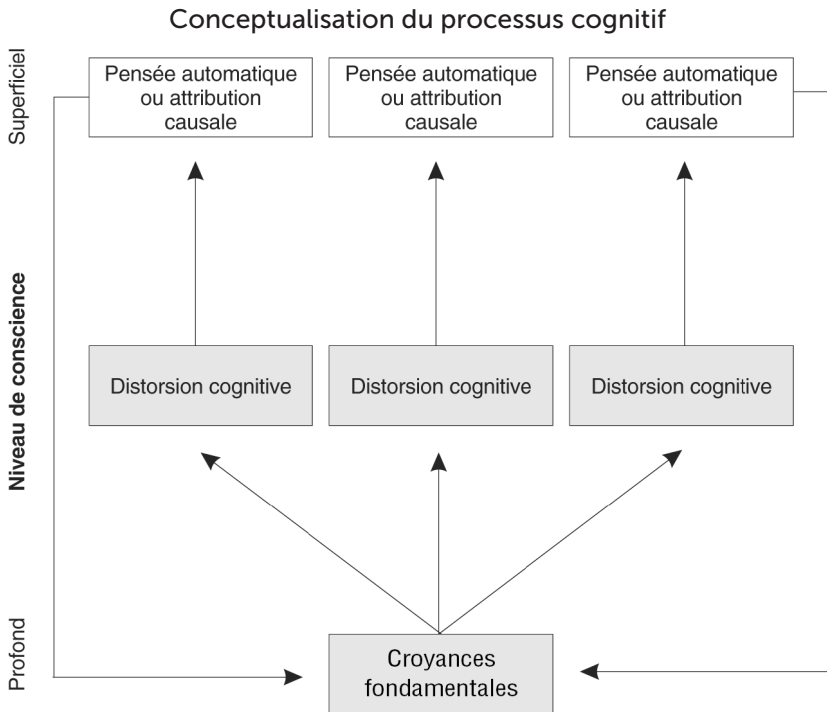 Conceptualisation du processus cognitif
Superficiel
Pensée automatique
ou attribution
causale
Pensée automatique
ou attribution
causale
Pensée automatique
ou attribution
causale
Niveau de conscience
Distorsion cognitive
Distorsion cognitive
Distorsion cognitive
Profond
Croyances
fondamentales